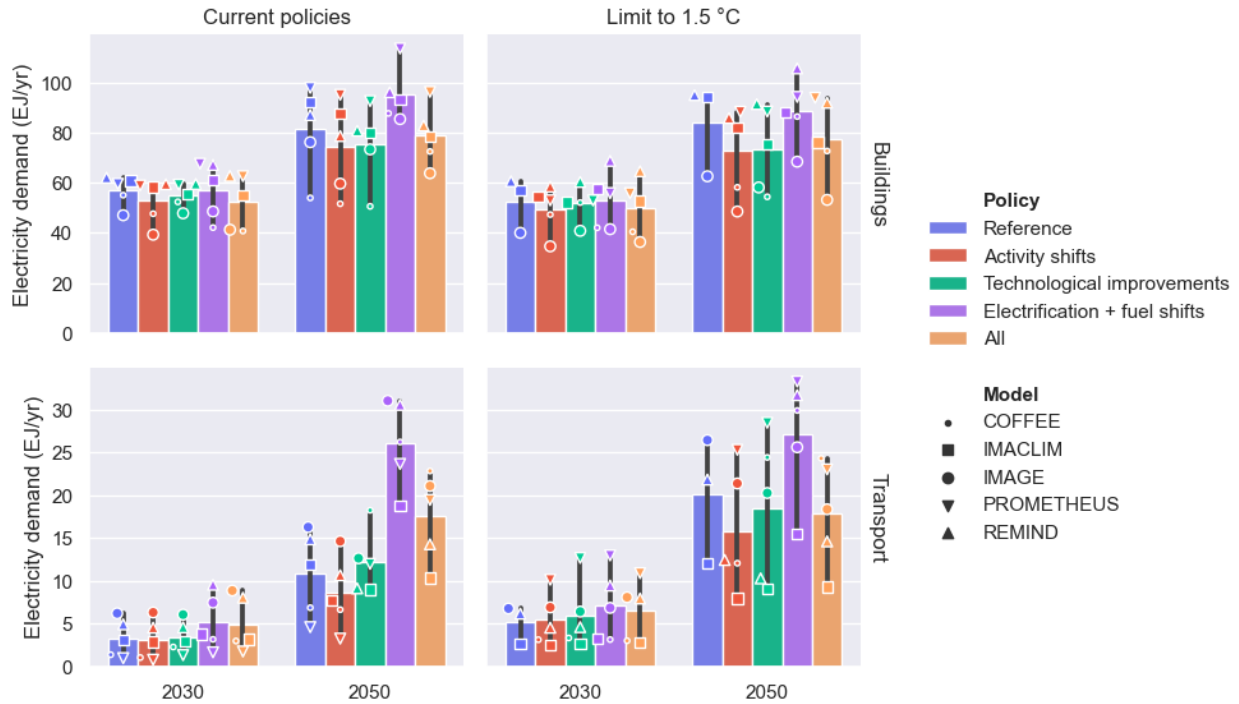 Current policies
Limit to 1.5 °C
Electricity demand (EJ/yr)
100
80
60
40
20
0
Buildings
Electricity demand (EJ/yr)
30
25
20
15
10
5
0
Transport
2030
2050
2030
2050
Policy
Reference
Activity shifts
Technological improvements
Electrification + fuel shifts
All
Model
COFFEE
IMACLIM
IMAGE
PROMETHEUS
REMIND